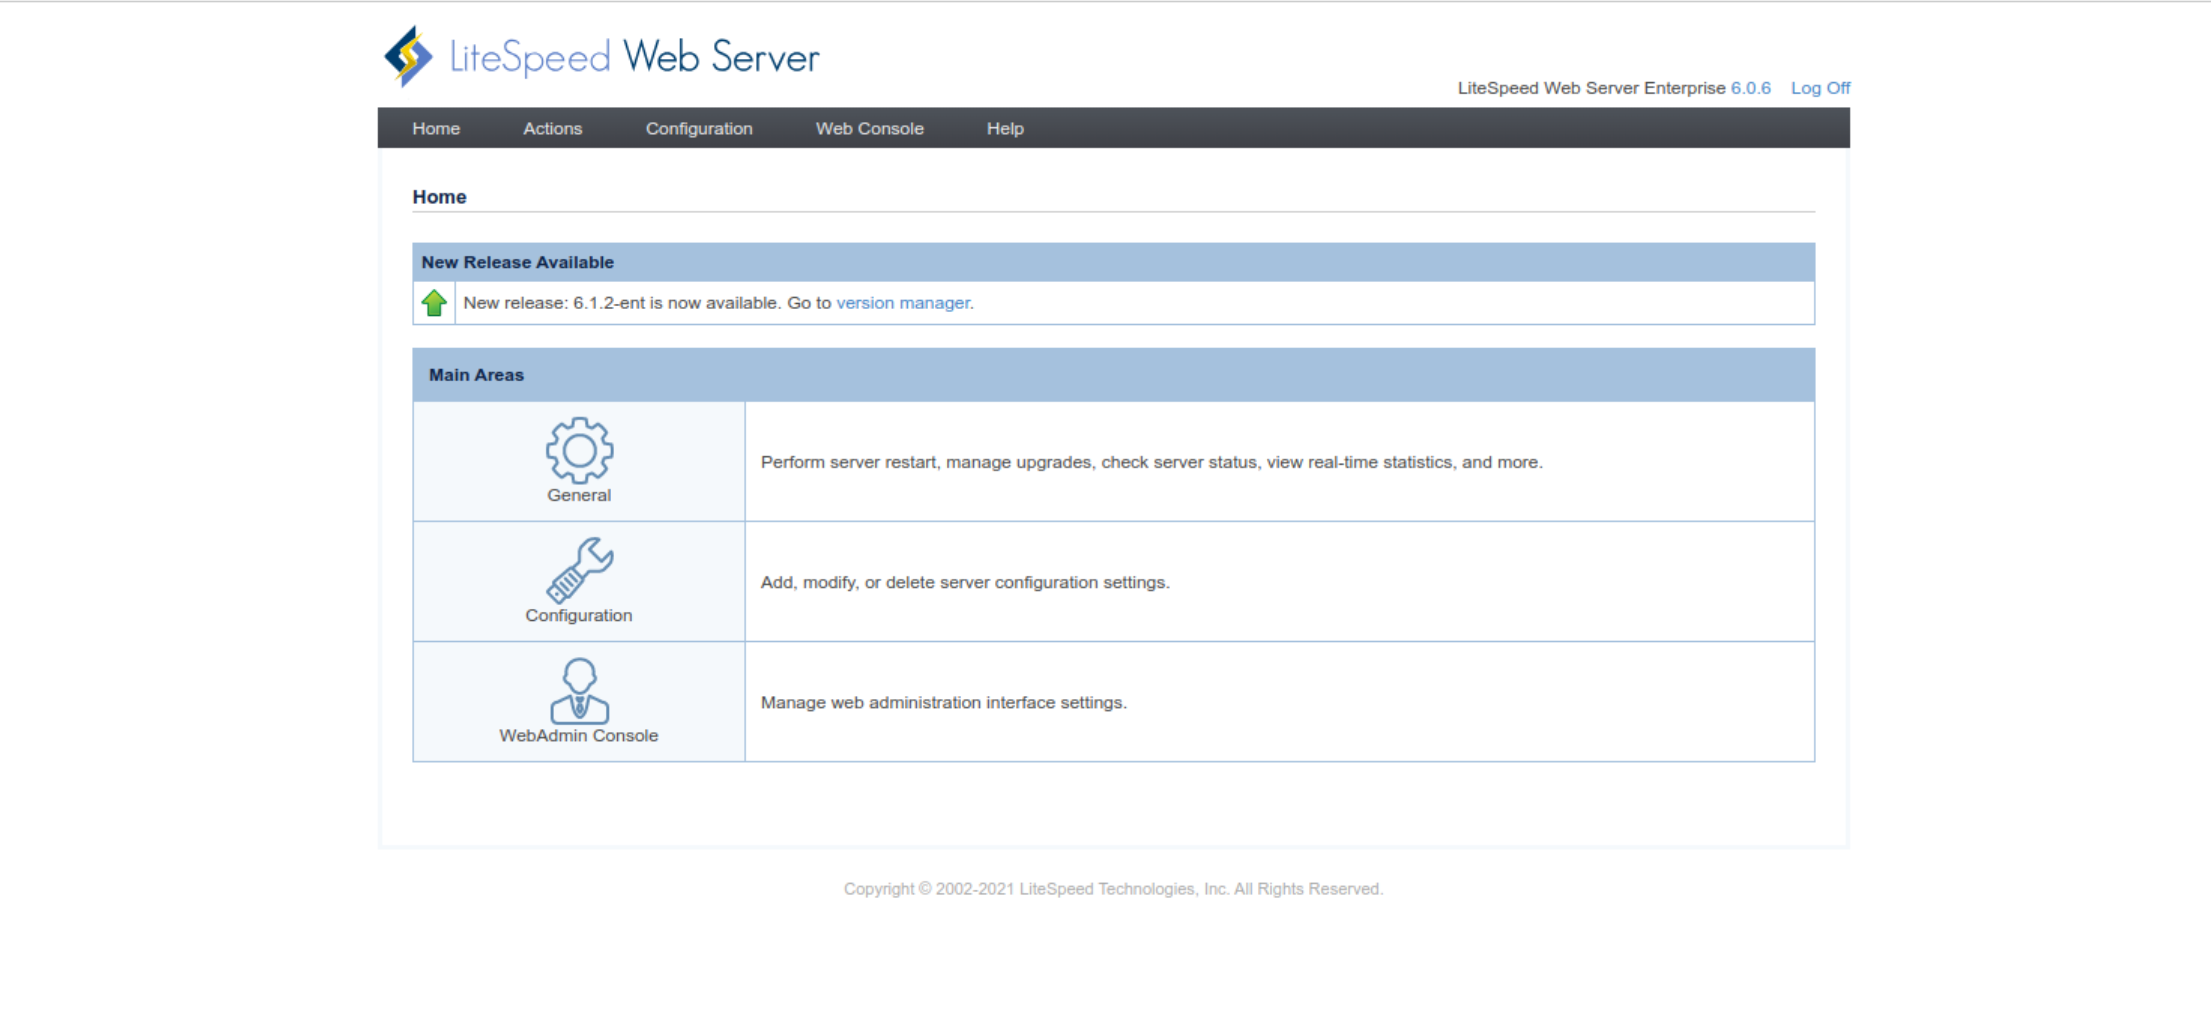 LiteSpeed Web Server
LiteSpeed Web Server Enterprise 6.0.6 Log Off
Home Actions Configuration Web Console Help
Home
New Release Available
New release: 6.1.2-ent is now available. Go to version manager.
Main Areas
General
Perform server restart, manage upgrades, check server status, view real-time statistics, and more.
Configuration
Add, modify, or delete server configuration settings.
WebAdmin Console
Manage web administration interface settings.
Copyright © 2002-2021 LiteSpeed Technologies, Inc. All Rights Reserved.